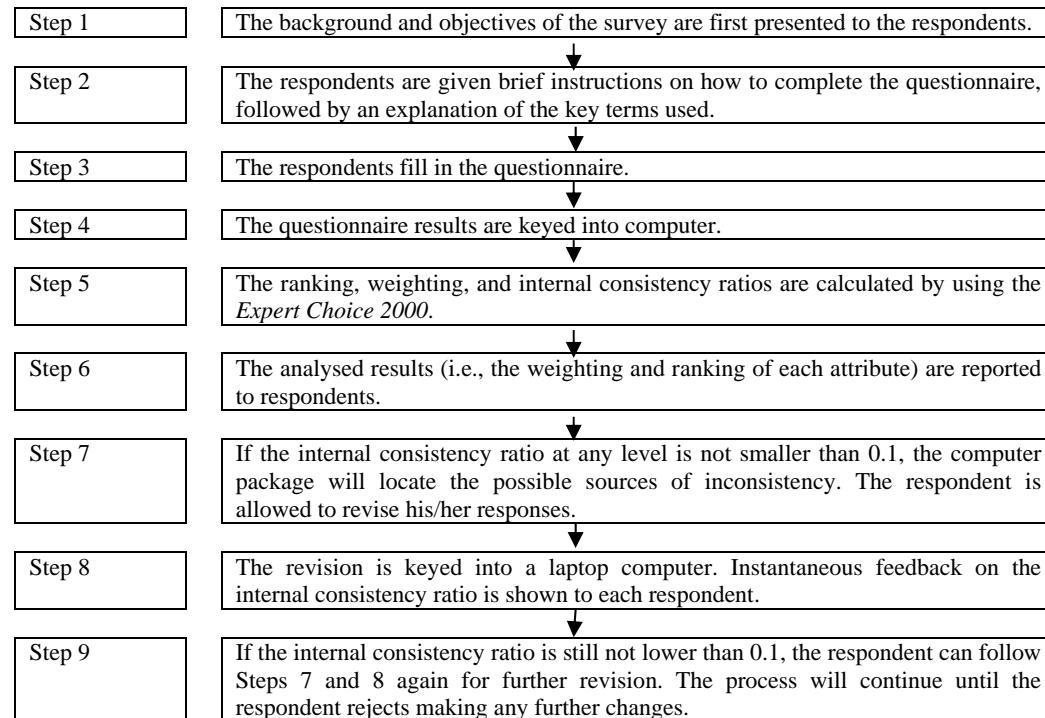 Step 1
The background and objectives of the survey are first presented to the respondents.
Step 2
The respondents are given brief instructions on how to complete the questionnaire,
followed by an explanation of the key terms used.
Step 3
The respondents fill in the questionnaire.
Step 4
The questionnaire results are keyed into computer.
Step 5
The ranking, weighting, and internal consistency ratios are calculated by using the
Expert Choice 2000.
Step 6
The analysed results (i.e., the weighting and ranking of each attribute) are reported
to respondents.
Step 7
If the internal consistency ratio at any level is not smaller than 0.1, the computer
package will locate the possible sources of inconsistency. The respondent is
allowed to revise his/her responses.
Step 8
The revision is keyed into a laptop computer. Instantaneous feedback on the
internal consistency ratio is shown to each respondent.
Step 9
If the internal consistency ratio is still not lower than 0.1, the respondent can follow
Steps 7 and 8 again for further revision. The process will continue until the
respondent rejects making any further changes.